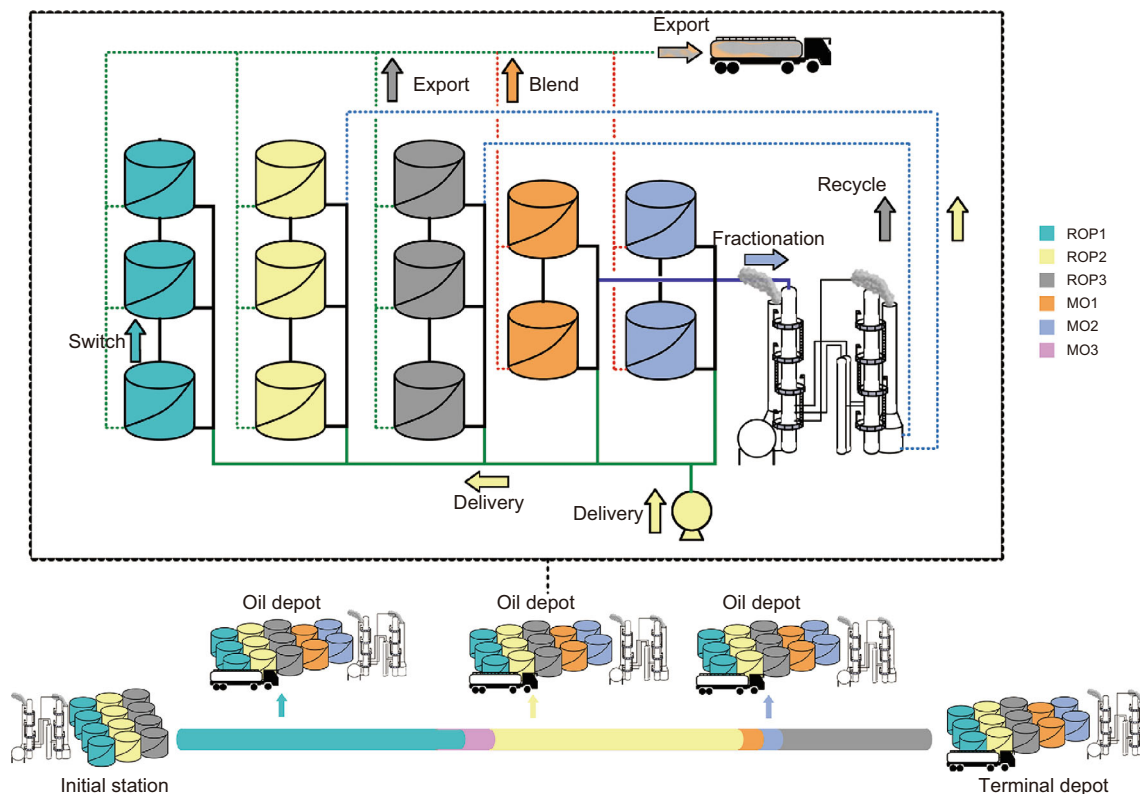 Export
Export
Blend
Recycle
Fractionation
Switch
Delivery
Delivery
ROP1
ROP2
ROP3
MO1
MO2
MO3
Oil depot
Oil depot
Oil depot
Initial station
Terminal depot